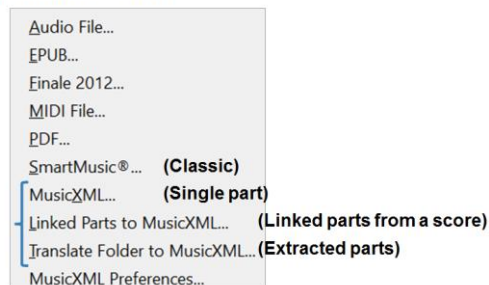 Audio File...
EPUB...
Finale 2012...
MIDI File...
PDF...
SmartMusic®... (Classic)
MusicXML... (Single part)
Linked Parts to MusicXML... (Linked parts from a score)
Translate Folder to MusicXML... (Extracted parts)
MusicXML Preferences...